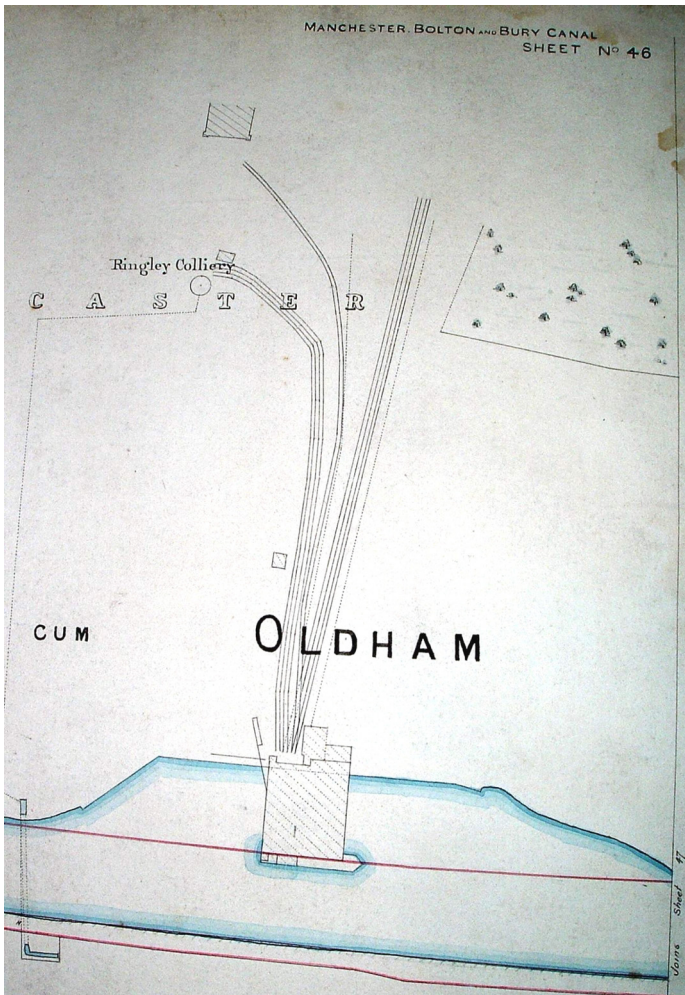 MANCHESTER, BOLTON AND BURY CANAL
SHEET No 46
Ringley Colliery
C A S T E R
CUM
OLDHAM
Joins Sheet 47